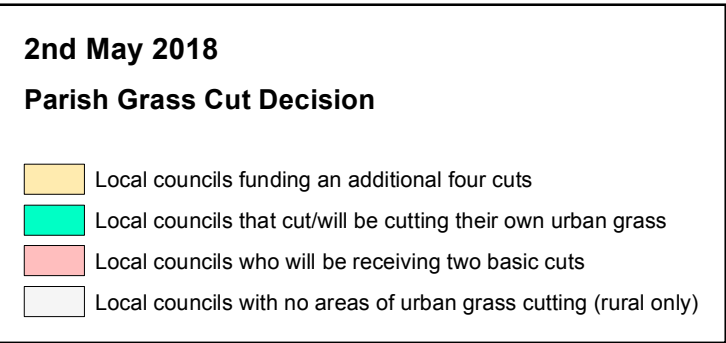 2nd May 2018
Parish Grass Cut Decision
Local councils funding an additional four cuts
Local councils that cut/will be cutting their own urban grass
Local councils who will be receiving two basic cuts
Local councils with no areas of urban grass cutting (rural only)